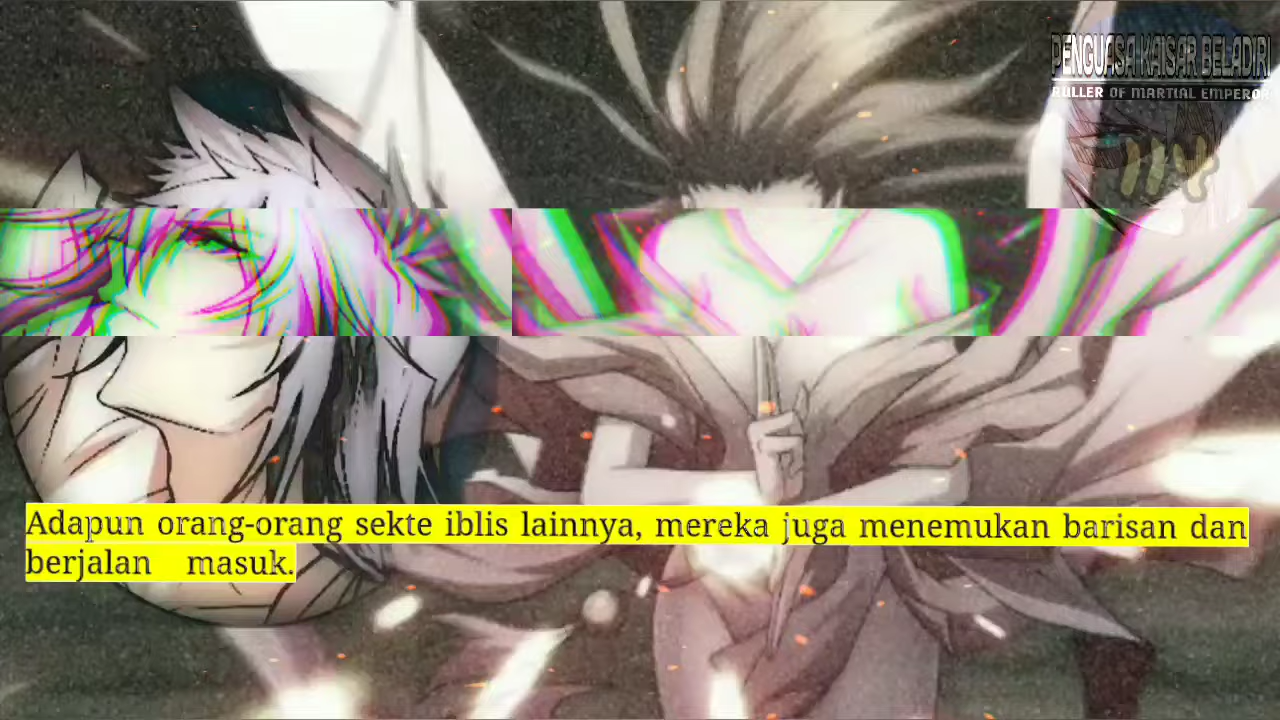 PENGUASA KAISAR BELADIRI
RULLER OF MARTIAL EMPEROR
Adapun orang-orang sekte iblis lainnya, mereka juga menemukan barisan dan
berjalan masuk.